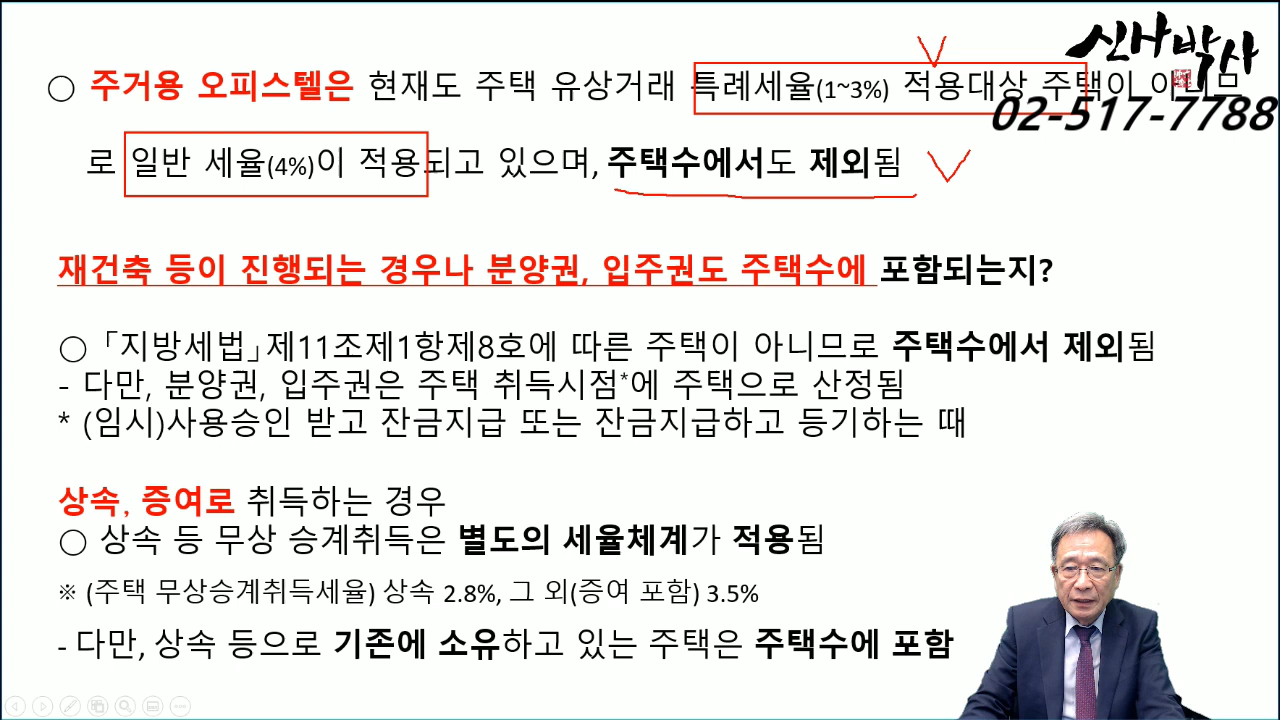 신사박사
02-517-7788
○ 주거용 오피스텔은 현재도 주택 유상거래 특례세율(1~3%) 적용대상 주택이 아니므
로 일반 세율(4%)이 적용되고 있으며, 주택수에서도 제외됨
재건축 등이 진행되는 경우나 분양권, 입주권도 주택수에 포함되는지?
○ 「지방세법」제11조제1항제8호에 따른 주택이 아니므로 주택수에서 제외됨
- 다만, 분양권, 입주권은 주택 취득시점*에 주택으로 산정됨
* (임시)사용승인 받고 잔금지급 또는 잔금지급하고 등기하는 때
상속, 증여로 취득하는 경우
○ 상속 등 무상 승계취득은 별도의 세율체계가 적용됨
※ (주택 무상승계취득세율) 상속 2.8%, 그 외(증여 포함) 3.5%
- 다만, 상속 등으로 기존에 소유하고 있는 주택은 주택수에 포함